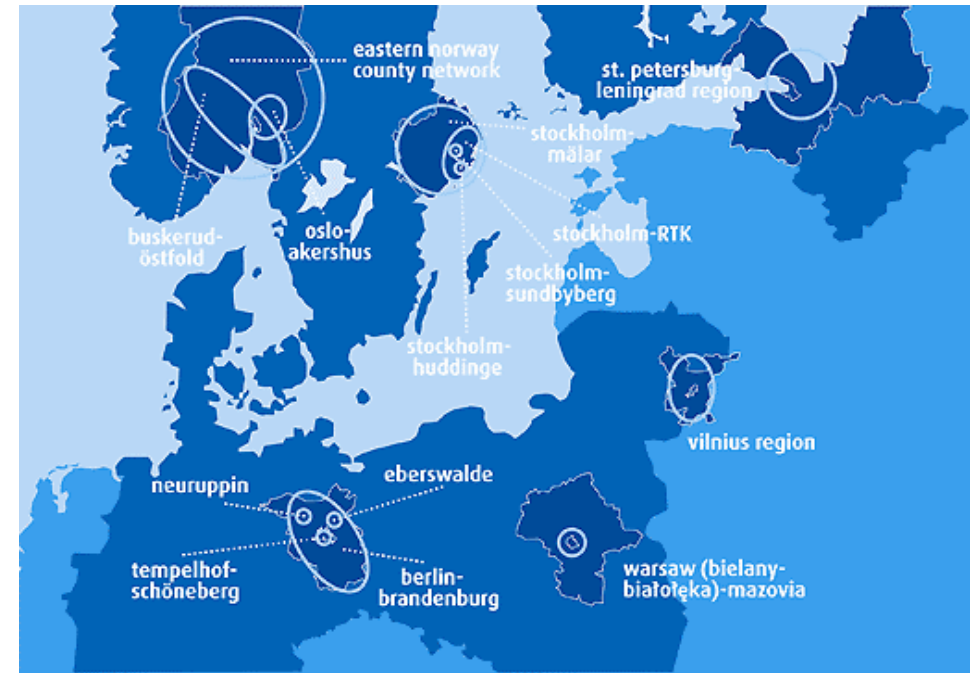 eastern norway
county network
st. petersburg-
leningrad region
stockholm-
mälar
buskerud-
östfold
oslo-
akershus
stockholm-RTK
stockholm-
sundbyberg
stockholm-
huddinge
vilnius region
neuruppin
eberswalde
tempelhof-
schöneberg
berlin-
brandenburg
warsaw (bielany-
białołęka)-mazovia